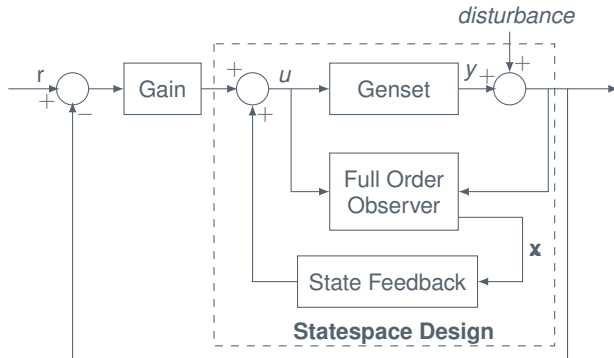 disturbance
r
+
−
Gain
+
+
u
Genset
y
+
+
Full Order
Observer
x
State Feedback
Statespace Design